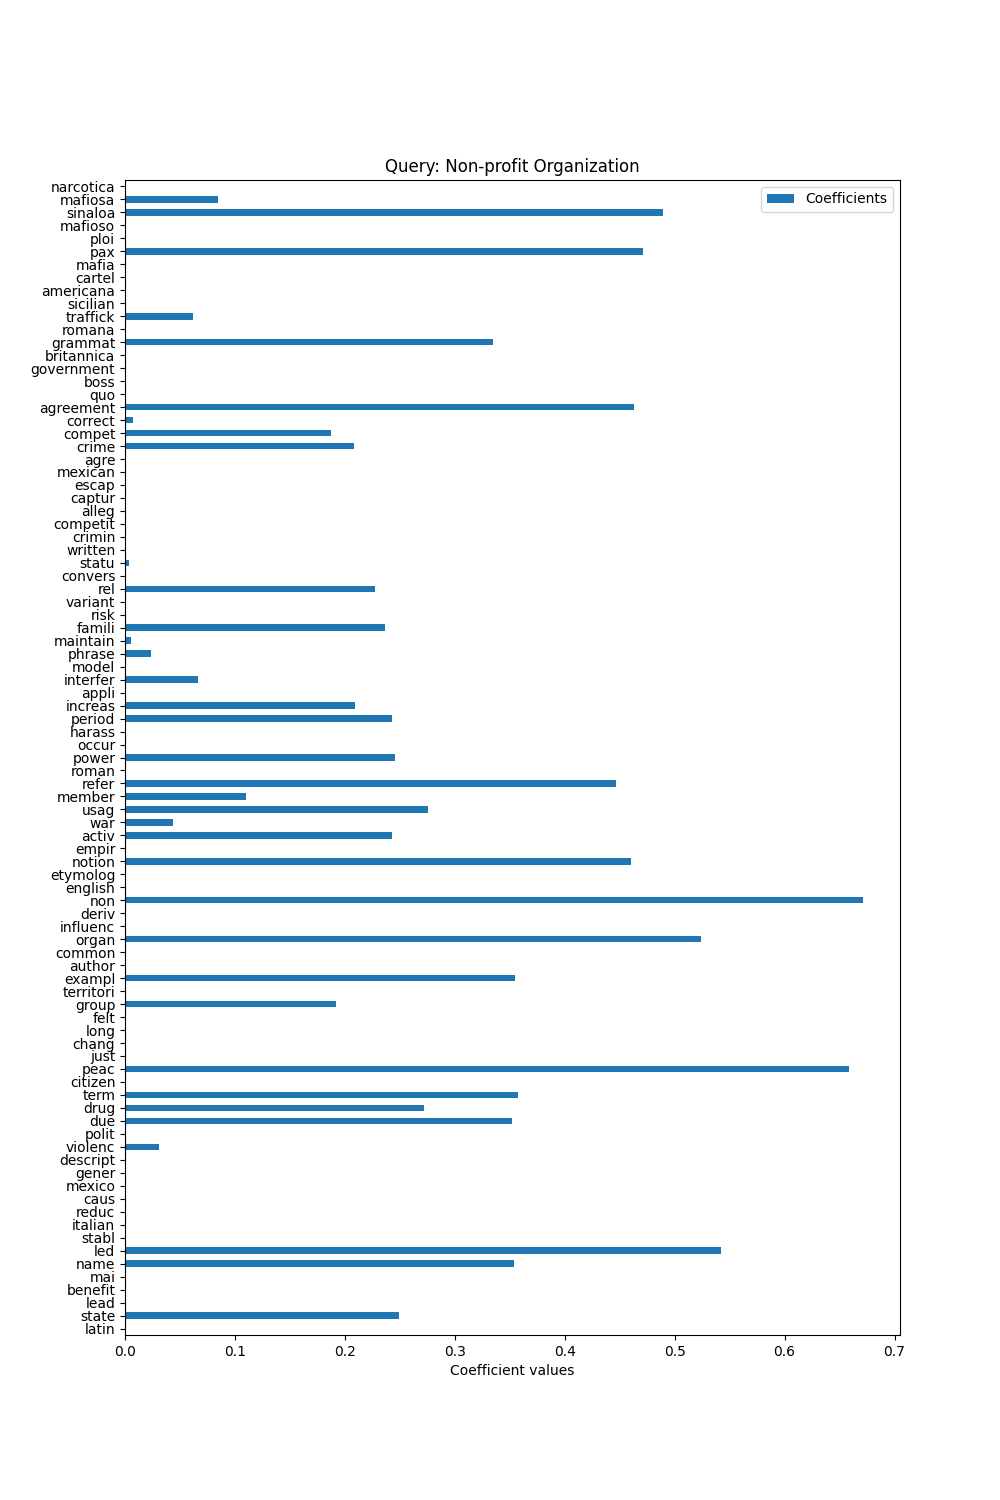 Query: Non-profit Organization
Coefficients
narcotica
mafiosa
sinaloa
mafioso
ploi
pax
mafia
cartel
americana
sicilian
traffick
romana
grammat
britannica
government
boss
quo
agreement
correct
compet
crime
agre
mexican
escap
captur
alleg
competit
crimin
written
statu
convers
rel
variant
risk
famili
maintain
phrase
model
interfer
appli
increas
period
harass
occur
power
roman
refer
member
usag
war
activ
empir
notion
etymolog
english
non
deriv
influenc
organ
common
author
exampl
territori
group
felt
long
chang
just
peac
citizen
term
drug
due
polit
violenc
descript
gener
mexico
caus
reduc
italian
stabl
led
name
mai
benefit
lead
state
latin
0.0 0.1 0.2 0.3 0.4 0.5 0.6 0.7
Coefficient values